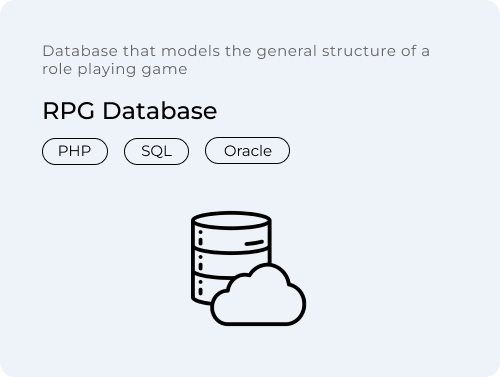 Database that models the general structure of a
role playing game
RPG Database
PHP
SQL
Oracle